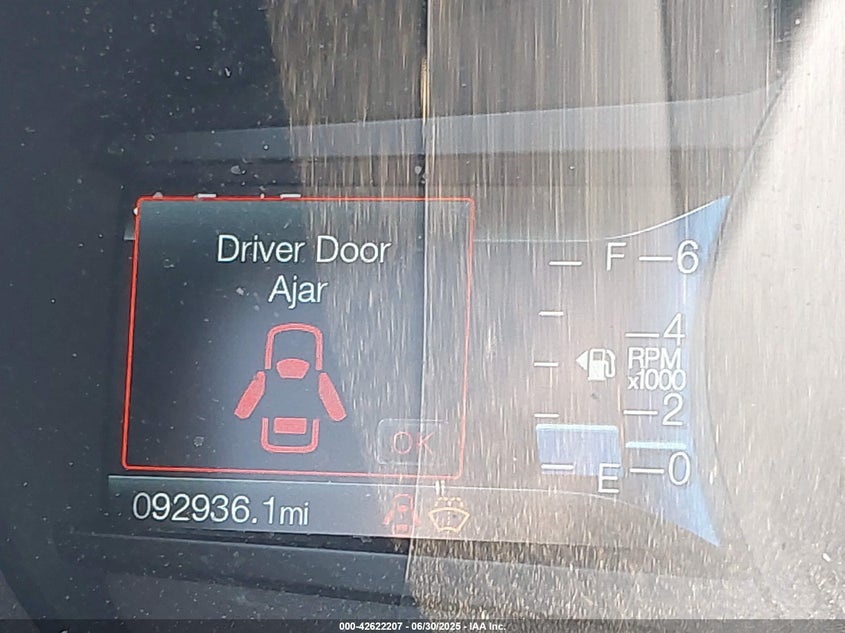 Driver Door
Ajar
OK
F
6
4
RPM
x1000
2
E
0
092936.1mi
000-42622207 - 06/30/2025 - IAA Inc.